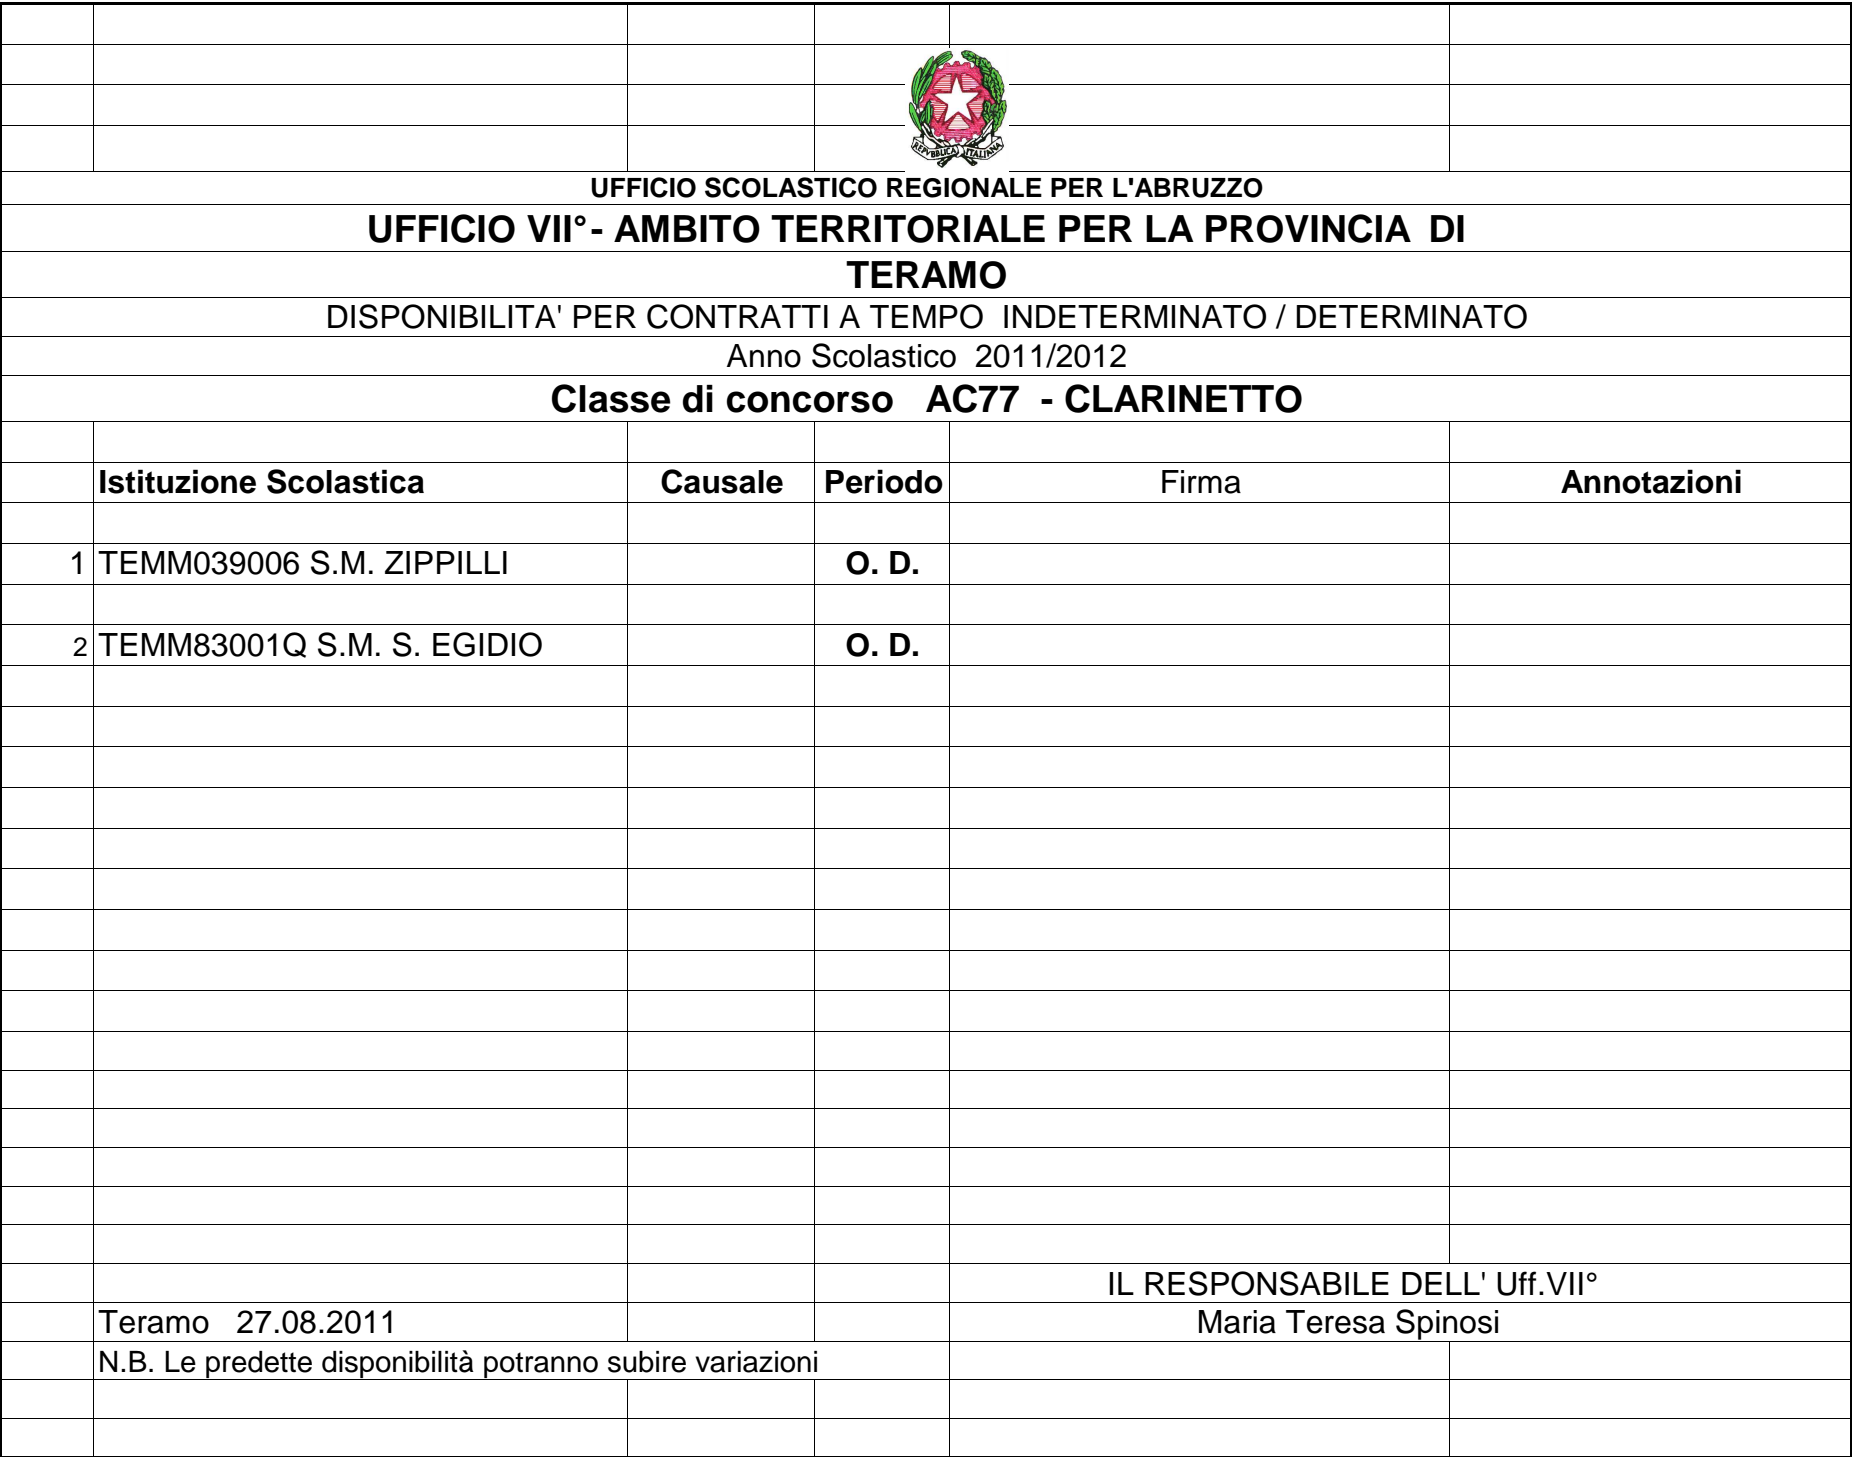 REPVBBLICA ITALIANA
UFFICIO SCOLASTICO REGIONALE PER L'ABRUZZO
UFFICIO VII°- AMBITO TERRITORIALE PER LA PROVINCIA DI
TERAMO
DISPONIBILITA' PER CONTRATTI A TEMPO INDETERMINATO / DETERMINATO
Anno Scolastico 2011/2012
Classe di concorso AC77 - CLARINETTO
Istituzione Scolastica Causale Periodo Firma Annotazioni
1 TEMM039006 S.M. ZIPPILLI O. D.
2 TEMM83001Q S.M. S. EGIDIO O. D.
IL RESPONSABILE DELL' Uff.VII°
Teramo 27.08.2011 Maria Teresa Spinosi
N.B. Le predette disponibilità potranno subire variazioni